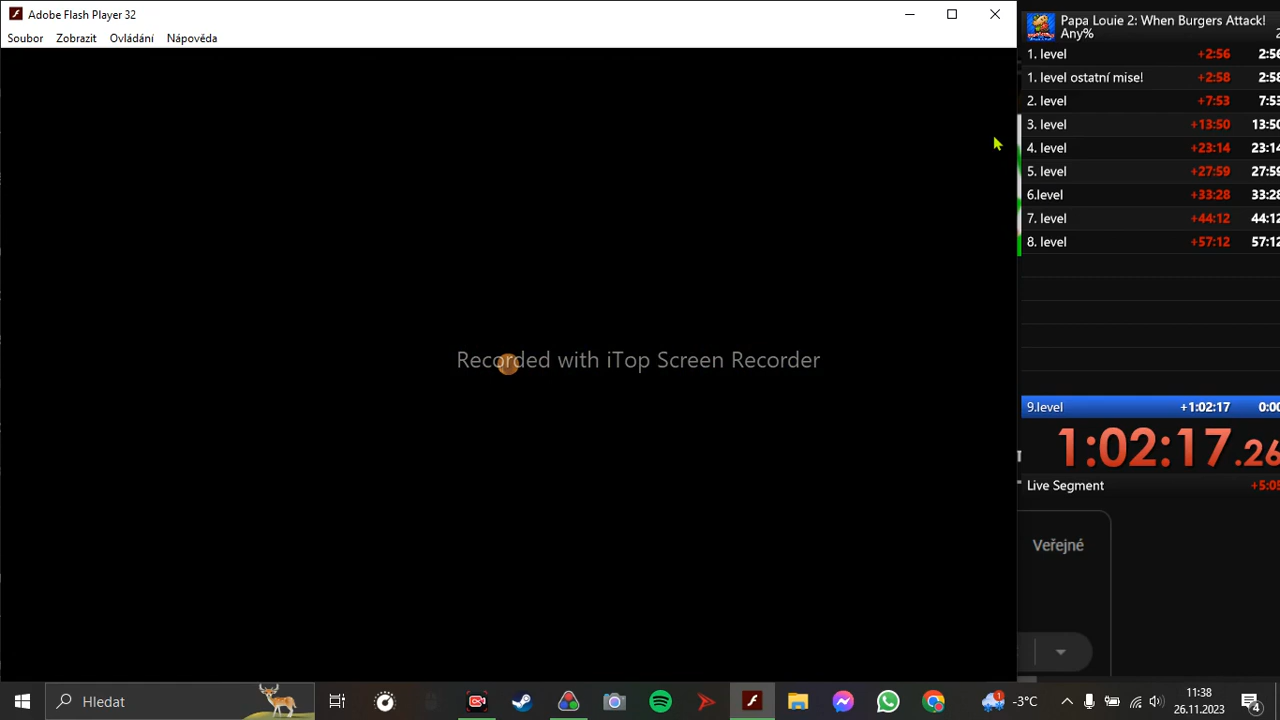 Adobe Flash Player 32
Soubor Zobrazit Ovládání Nápověda
Recorded with iTop Screen Recorder
Papa Louie 2: When Burgers Attack!
Any%
1. level +2:56 2:56
1. level ostatní mise! +2:58 2:58
2. level +7:53 7:53
3. level +13:50 13:50
4. level +23:14 23:14
5. level +27:59 27:59
6.level +33:28 33:28
7. level +44:12 44:12
8. level +57:12 57:12
9.level +1:02:17 0:00
1:02:17.26
Live Segment +5:05
Veřejné
Hledat
1
-3°C
11:38
26.11.2023
4